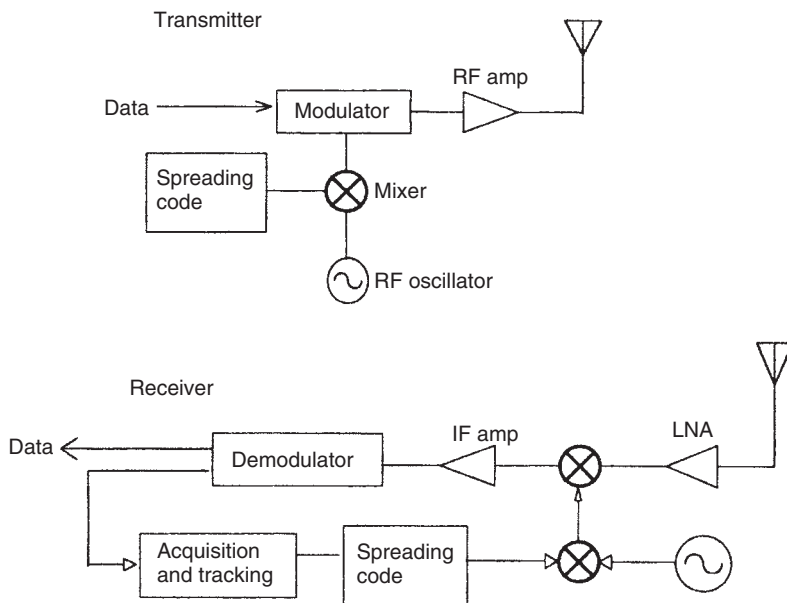 Transmitter
RF amp
Data
Modulator
Spreading
code
Mixer
RF oscillator
Receiver
IF amp
LNA
Data
Demodulator
Acquisition
and tracking
Spreading
code